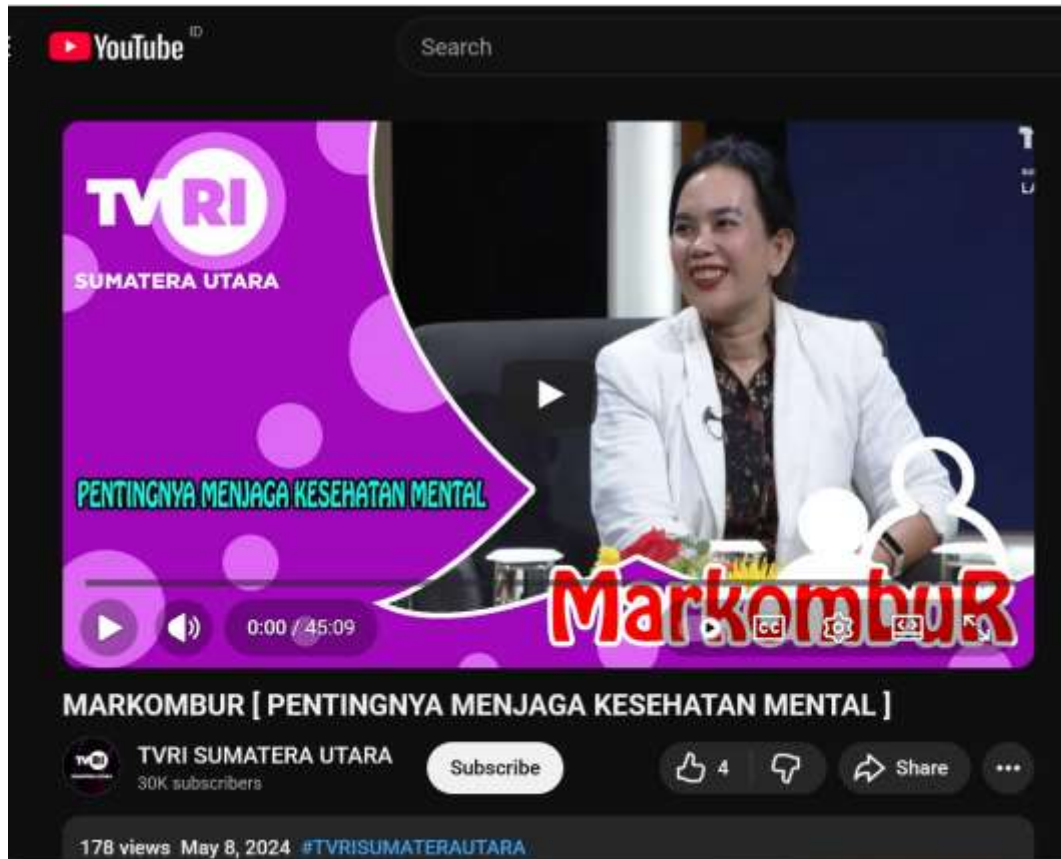 YouTube ID
Search
TVRI
SUMATERA UTARA
PENTINGNYA MENJAGA KESEHATAN MENTAL
MarkombuR
0:00 / 45:09
CC
MARKOMBUR [ PENTINGNYA MENJAGA KESEHATAN MENTAL ]
TVRI SUMATERA UTARA
30K subscribers
Subscribe
4
Share
178 views May 8, 2024 #TVRISUMATERAUTARA